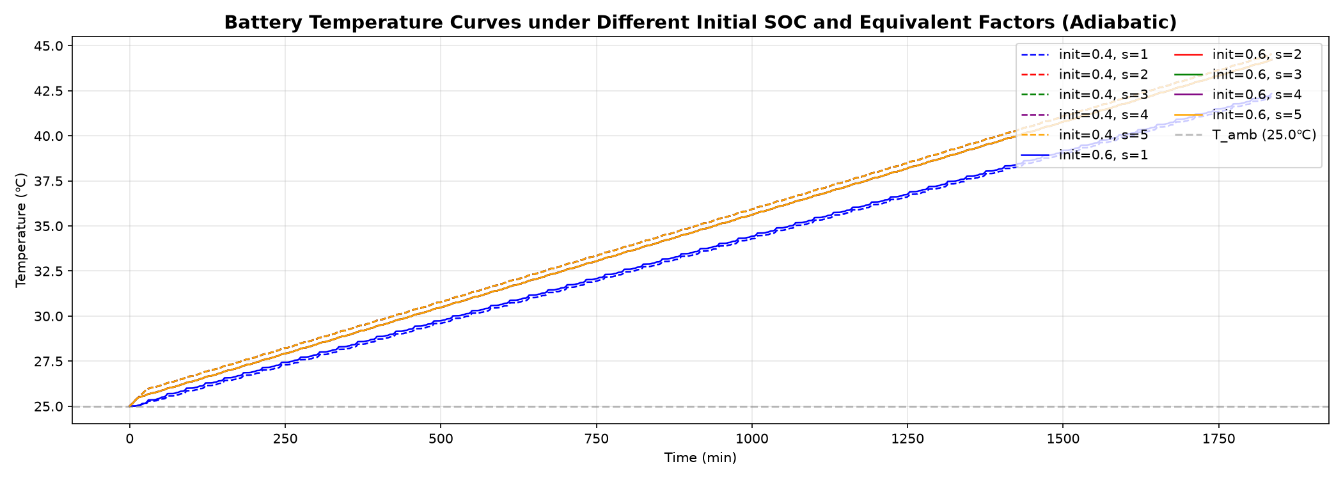 Battery Temperature Curves under Different Initial SOC and Equivalent Factors (Adiabatic)
45.0
42.5
40.0
37.5
35.0
32.5
30.0
27.5
25.0
Temperature (℃)
init=0.4, s=1
init=0.4, s=2
init=0.4, s=3
init=0.4, s=4
init=0.4, s=5
init=0.6, s=1
init=0.6, s=2
init=0.6, s=3
init=0.6, s=4
init=0.6, s=5
T_amb (25.0℃)
0 250 500 750 1000 1250 1500 1750
Time (min)